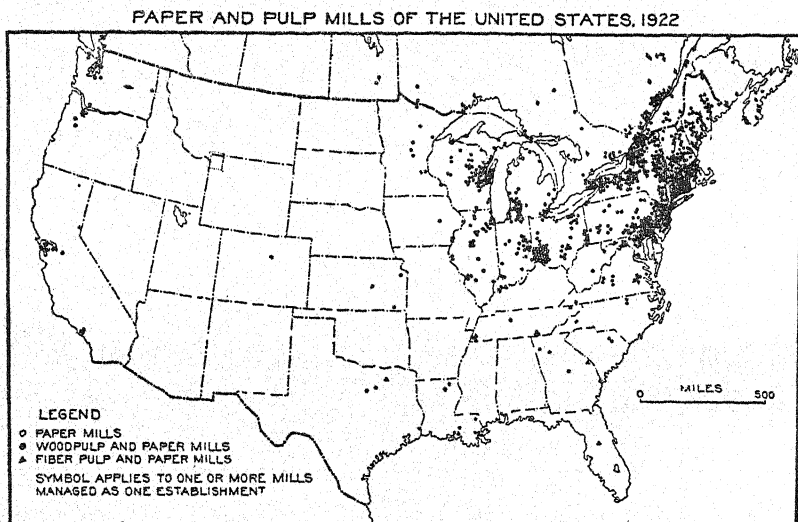 PAPER AND PULP MILLS OF THE UNITED STATES, 1922
MILES
0 500
LEGEND
PAPER MILLS
WOODPULP AND PAPER MILLS
FIBER PULP AND PAPER MILLS
SYMBOL APPLIES TO ONE OR MORE MILLS
MANAGED AS ONE ESTABLISHMENT